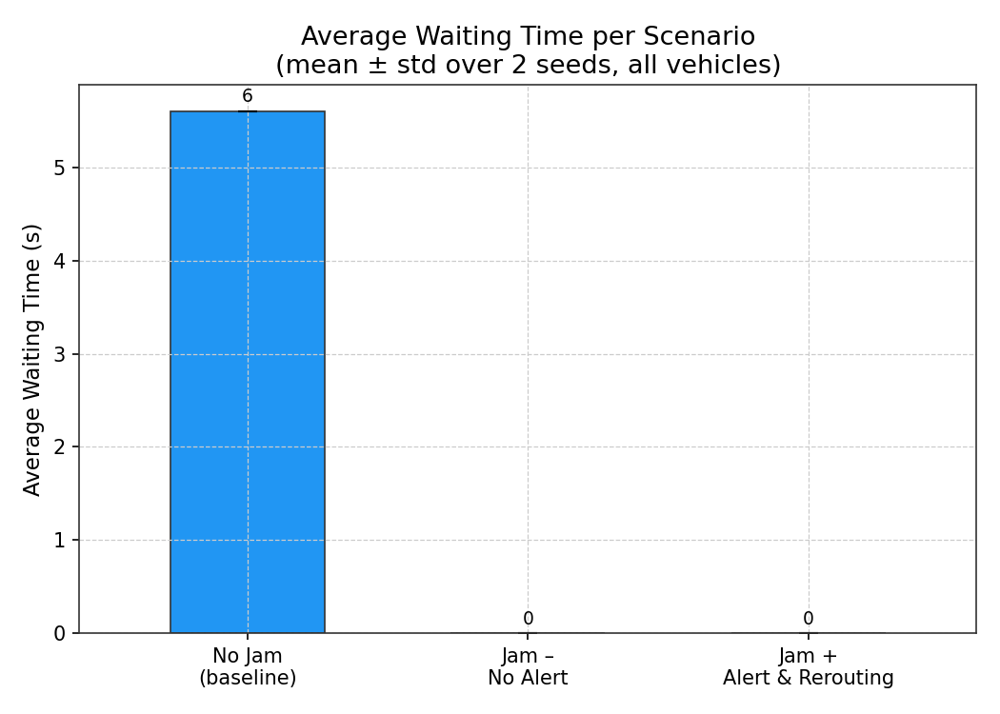 Average Waiting Time per Scenario
(mean ± std over 2 seeds, all vehicles)
Average Waiting Time (s)
5
4
3
2
1
0
6
0
0
No Jam
(baseline)
Jam –
No Alert
Jam +
Alert & Rerouting